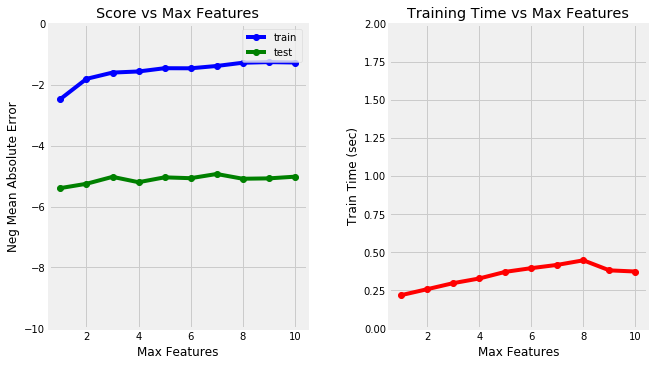 Score vs Max Features
train
test
Neg Mean Absolute Error
0
−2
−4
−6
−8
−10
2 4 6 8 10
Max Features
Training Time vs Max Features
Train Time (sec)
2.00
1.75
1.50
1.25
1.00
0.75
0.50
0.25
0.00
2 4 6 8 10
Max Features